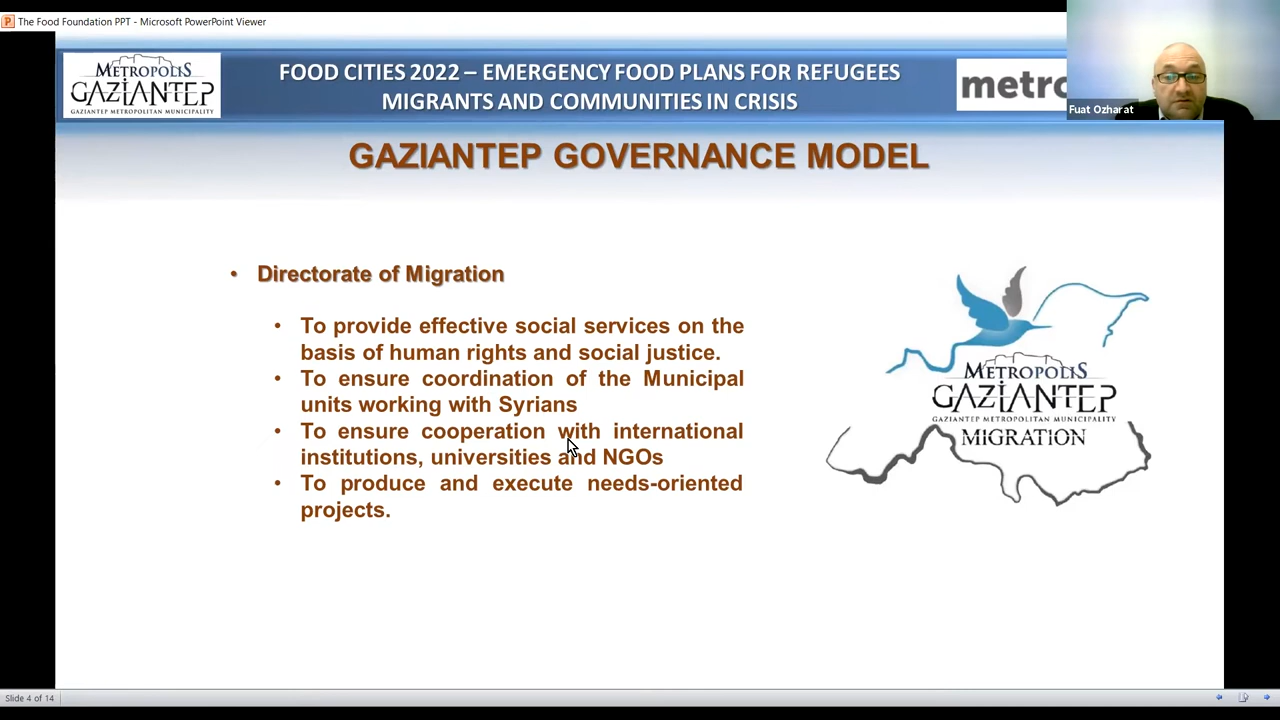 The Food Foundation PPT - Microsoft PowerPoint Viewer
METROPOLIS
GAZIANTEP
GAZIANTEP METROPOLITAN MUNICIPALITY
FOOD CITIES 2022 – EMERGENCY FOOD PLANS FOR REFUGEES
MIGRANTS AND COMMUNITIES IN CRISIS
metro
Fuat Ozharat
GAZIANTEP GOVERNANCE MODEL
• Directorate of Migration
• To provide effective social services on the
basis of human rights and social justice.
• To ensure coordination of the Municipal
units working with Syrians
• To ensure cooperation with international
institutions, universities and NGOs
• To produce and execute needs-oriented
projects.
METROPOLIS
GAZIANTEP
GAZIANTEP METROPOLITAN MUNICIPALITY
MIGRATION
Slide 4 of 14